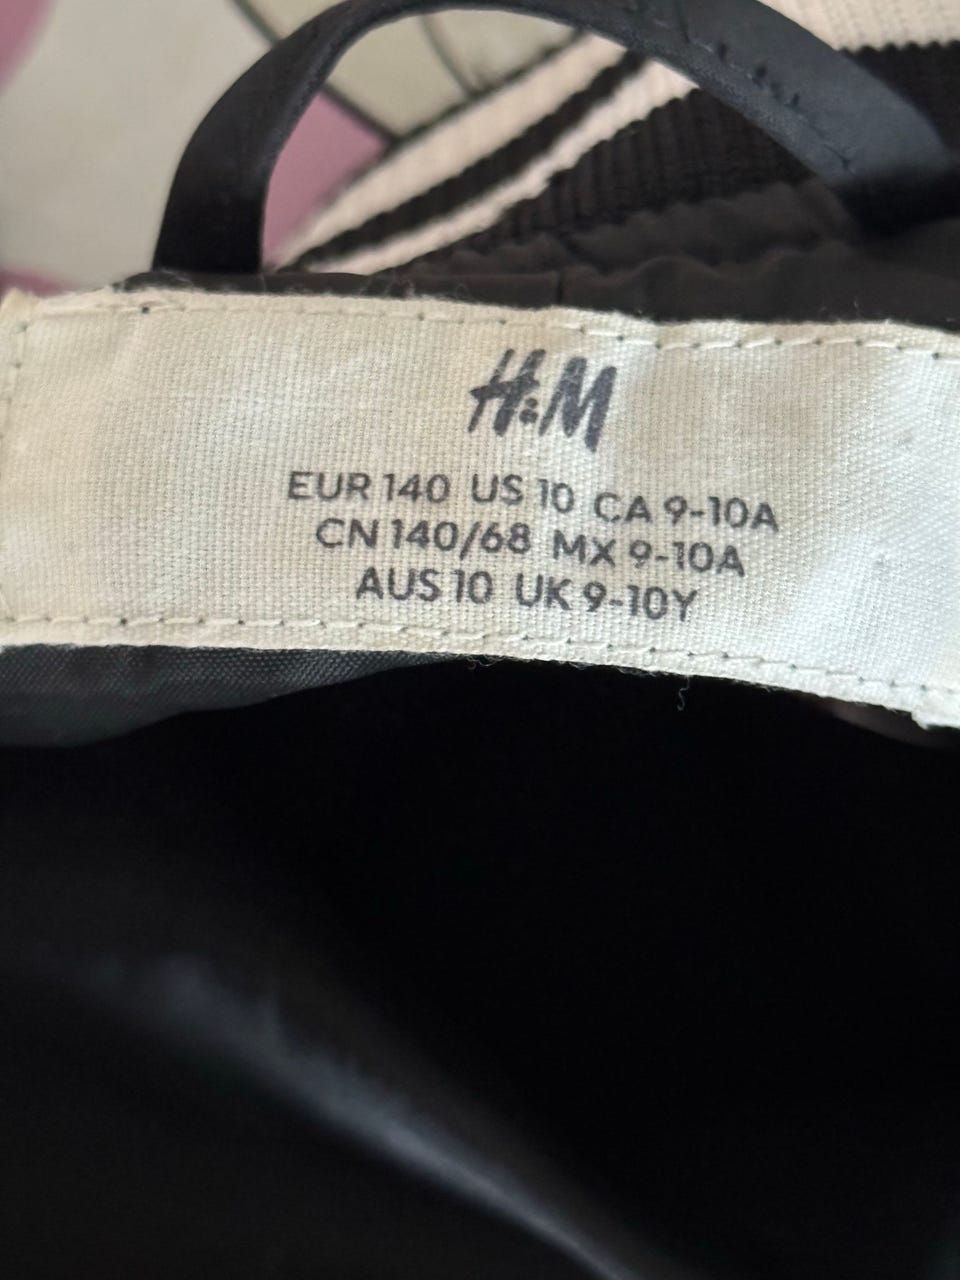 H&M
EUR 140 US 10 CA 9-10A
CN 140/68 MX 9-10A
AUS 10 UK 9-10Y